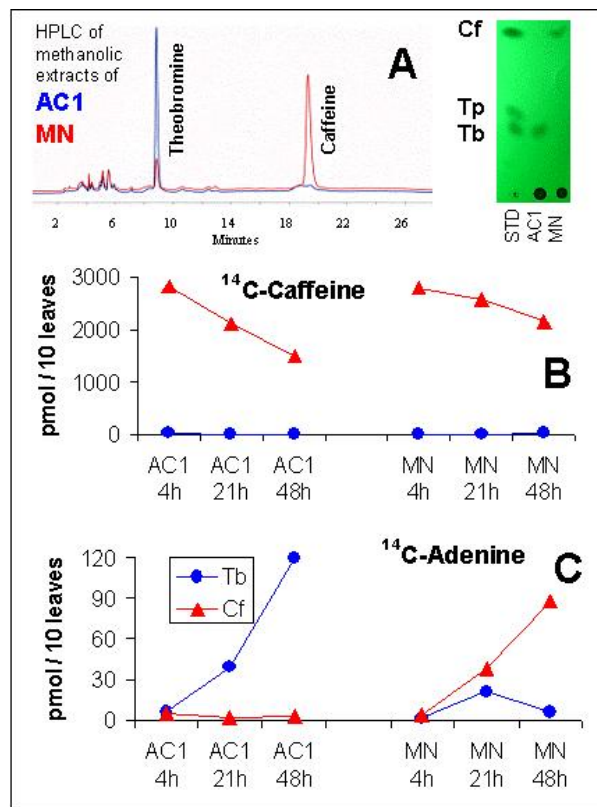 HPLC of
methanolic
extracts of
AC1
MN
A
Theobromine
Caffeine
2 6 10 14 18 22 26
Minutes
Cf
Tp
Tb
STD
AC1
MN
14C-Caffeine
B
pmol / 10 leaves
3000
2000
1000
0
AC1 AC1 AC1 MN MN MN
4h 21h 48h 4h 21h 48h
14C-Adenine
C
Tb
Cf
pmol / 10 leaves
120
90
60
30
0
AC1 AC1 AC1 MN MN MN
4h 21h 48h 4h 21h 48h